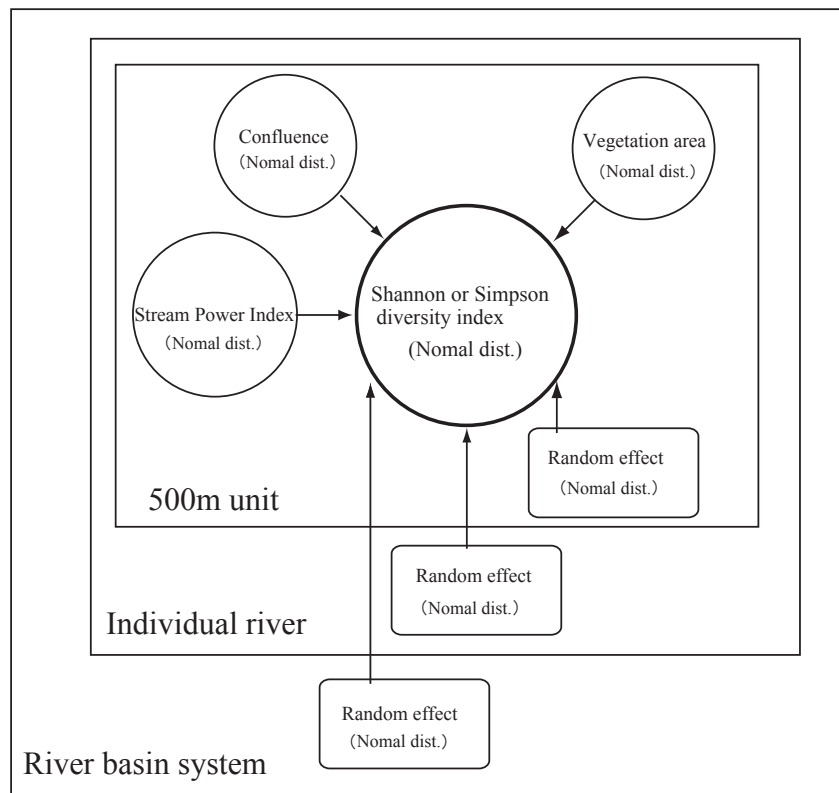 Confluence
（Nomal dist.）
Vegetation area
（Nomal dist.）
Shannon or Simpson
diversity index
(Nomal dist.)
Stream Power Index
（Nomal dist.）
Random effect
（Nomal dist.）
500m unit
Random effect
（Nomal dist.）
Individual river
Random effect
（Nomal dist.）
River basin system